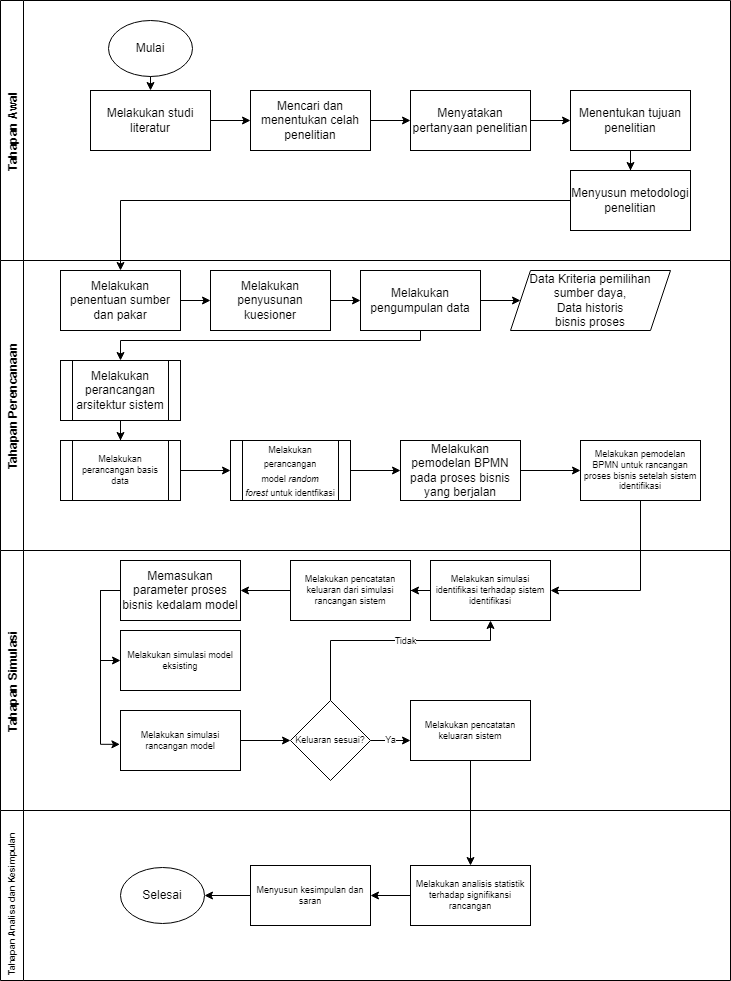 Tahapan Awal
Mulai
Melakukan studi
literatur
Mencari dan
menentukan celah
penelitian
Menyatakan
pertanyaan penelitian
Menentukan tujuan
penelitian
Menyusun metodologi
penelitian
Tahapan Perencanaan
Melakukan
penentuan sumber
dan pakar
Melakukan
penyusunan
kuesioner
Melakukan
pengumpulan data
Data Kriteria pemilihan
sumber daya,
Data historis
bisnis proses
Melakukan
perancangan
arsitektur sistem
Melakukan
perancangan basis
data
Melakukan
perancangan
model random
forest untuk identfikasi
Melakukan
pemodelan BPMN
pada proses bisnis
yang berjalan
Melakukan pemodelan
BPMN untuk rancangan
proses bisnis setelah sistem
identifikasi
Tahapan Simulasi
Memasukan
parameter proses
bisnis kedalam model
Melakukan pencatatan
keluaran dari simulasi
rancangan sistem
Melakukan simulasi
identifikasi terhadap sistem
identifikasi
Melakukan simulasi model
eksisting
Tidak
Melakukan simulasi
rancangan model
Keluaran sesuai?
Ya
Melakukan pencatatan
keluaran sistem
Tahapan Analisa dan Kesimpulan
Selesai
Menyusun kesimpulan dan
saran
Melakukan analisis statistik
terhadap signifikansi
rancangan